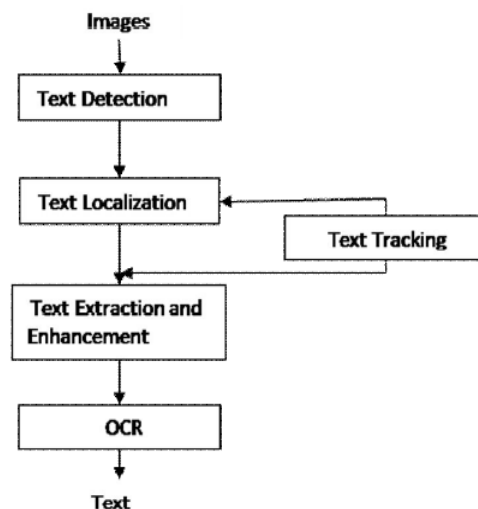 Images
Text Detection
Text Localization
Text Tracking
Text Extraction and
Enhancement
OCR
Text